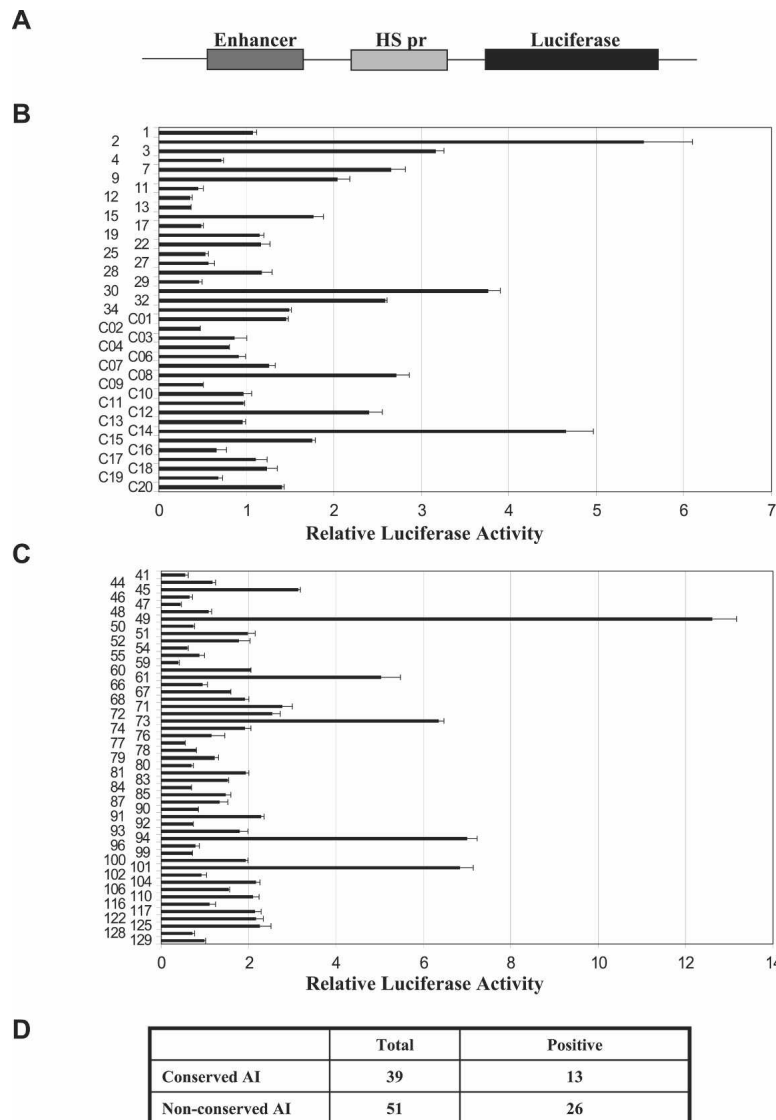 A
Enhancer HS pr Luciferase
B
1
2
3
4
7
9
11
12
13
15
17
19
22
25
27
28
29
30
32
34
C01
C02
C03
C04
C06
C07
C08
C09
C10
C11
C12
C13
C14
C15
C16
C17
C18
C19
C20
0 1 2 3 4 5 6 7
Relative Luciferase Activity
C
41
44
45
46
47
48
49
50
51
52
54
55
59
60
61
66
67
68
71
72
73
74
76
77
78
79
80
81
83
84
85
87
90
91
92
93
94
96
99
100
101
102
104
106
110
116
117
122
125
128
129
0 2 4 6 8 10 12 14
Relative Luciferase Activity
D
Total Positive
Conserved AI 39 13
Non-conserved AI 51 26